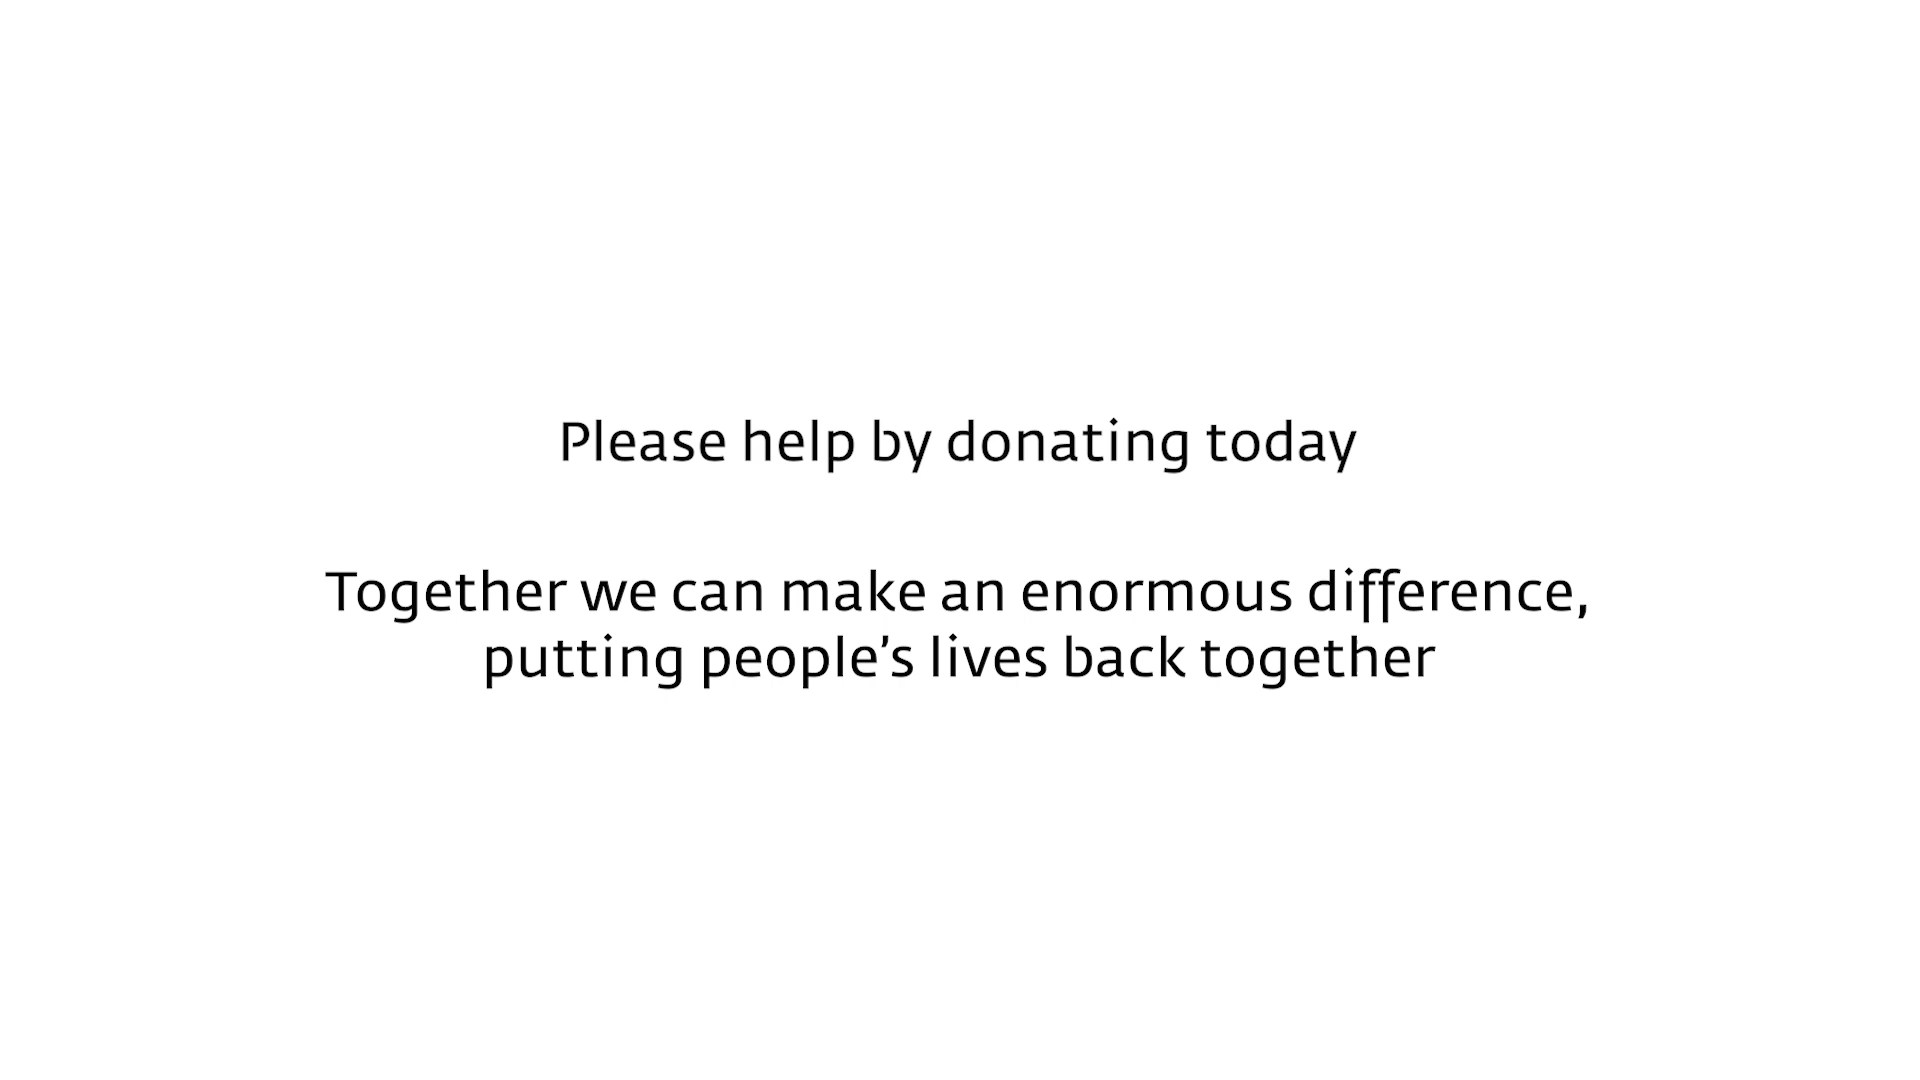 Please help by donating today
Together we can make an enormous difference,
putting people’s lives back together